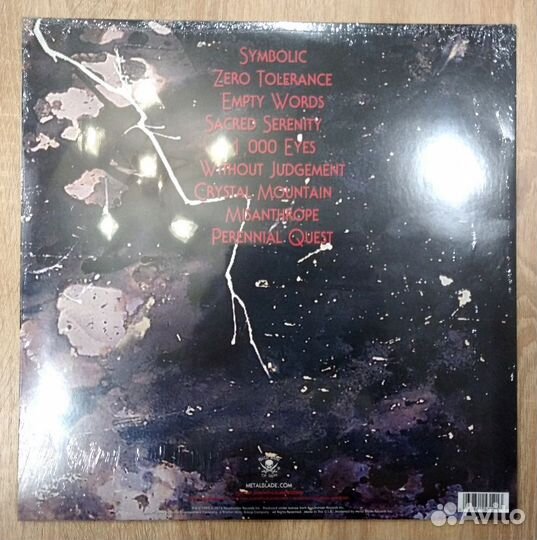 Symbolic
Zero Tolerance
Empty Words
Sacred Serenity
1,000 Eyes
Without Judgement
Crystal Mountain
Misanthrope
Perennial Quest
METALBLADE.COM
Avito